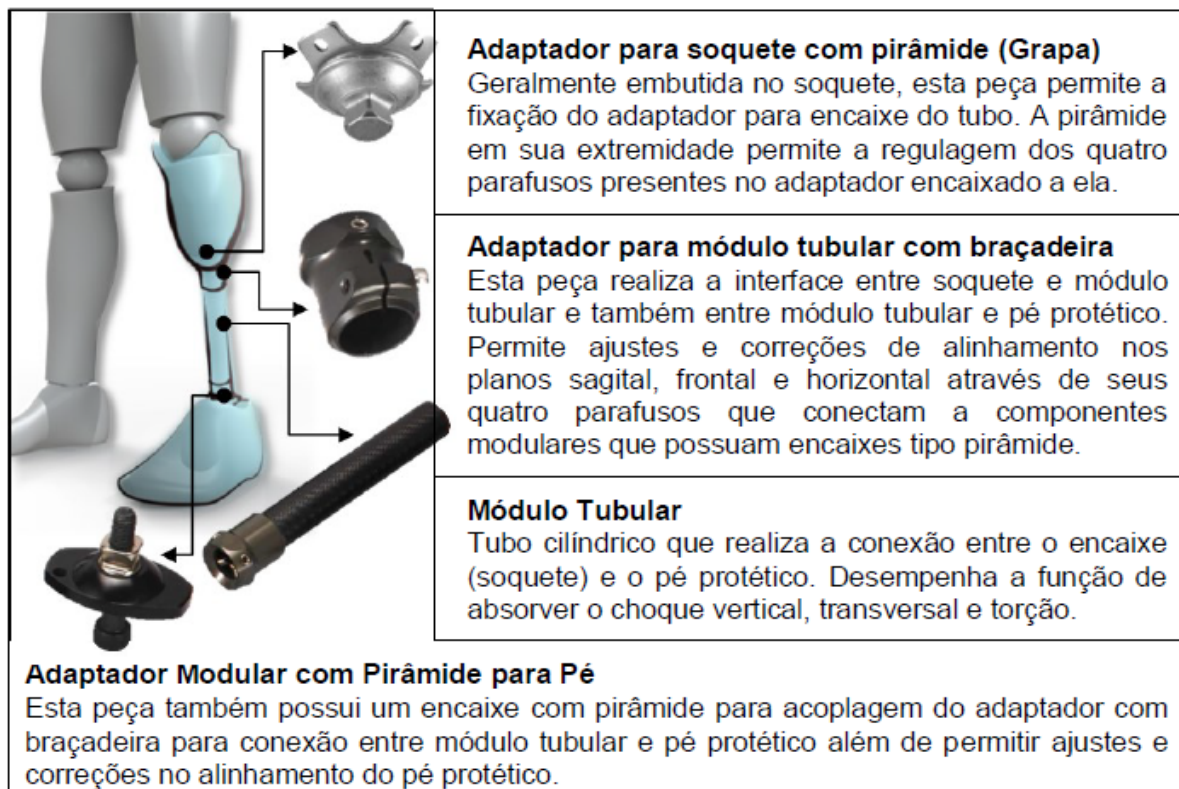 Adaptador para soquete com pirâmide (Grapa)
Geralmente embutida no soquete, esta peça permite a
fixação do adaptador para encaixe do tubo. A pirâmide
em sua extremidade permite a regulagem dos quatro
parafusos presentes no adaptador encaixado a ela.
Adaptador para módulo tubular com braçadeira
Esta peça realiza a interface entre soquete e módulo
tubular e também entre módulo tubular e pé protético.
Permite ajustes e correções de alinhamento nos
planos sagital, frontal e horizontal através de seus
quatro parafusos que conectam a componentes
modulares que possuam encaixes tipo pirâmide.
Módulo Tubular
Tubo cilíndrico que realiza a conexão entre o encaixe
(soquete) e o pé protético. Desempenha a função de
absorver o choque vertical, transversal e torção.
Adaptador Modular com Pirâmide para Pé
Esta peça também possui um encaixe com pirâmide para acoplagem do adaptador com
braçadeira para conexão entre módulo tubular e pé protético além de permitir ajustes e
correções no alinhamento do pé protético.